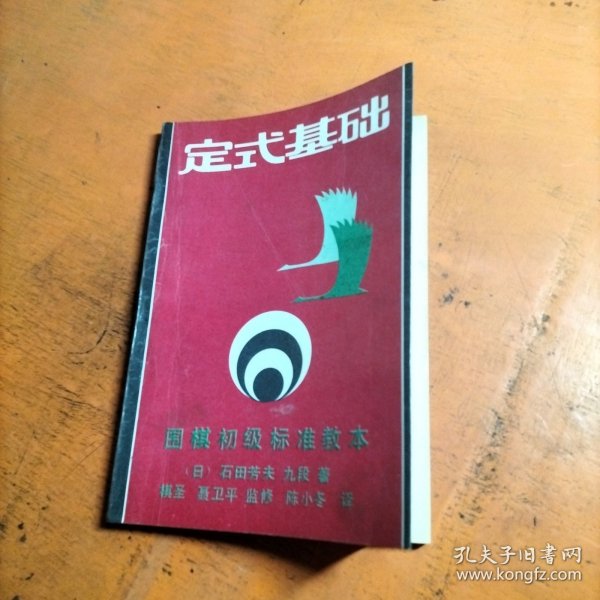 定式基础
围棋初级标准教本
（日）石田芳夫 九段 著
棋圣 聂卫平 监修 陈小冬 译
孔夫子旧书网
www.kongfz.com